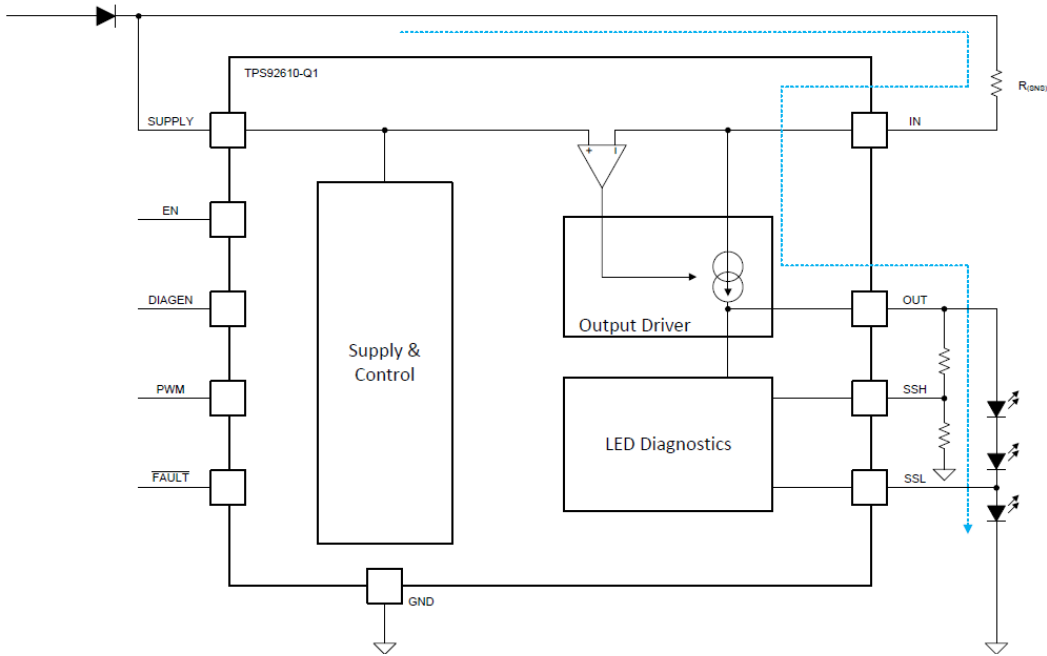 TPS92610-Q1
SUPPLY
IN
R(SNS)
+
EN
Output Driver
DIAGEN
OUT
Supply &
Control
PWM
SSH
LED Diagnostics
FAULT
SSL
GND